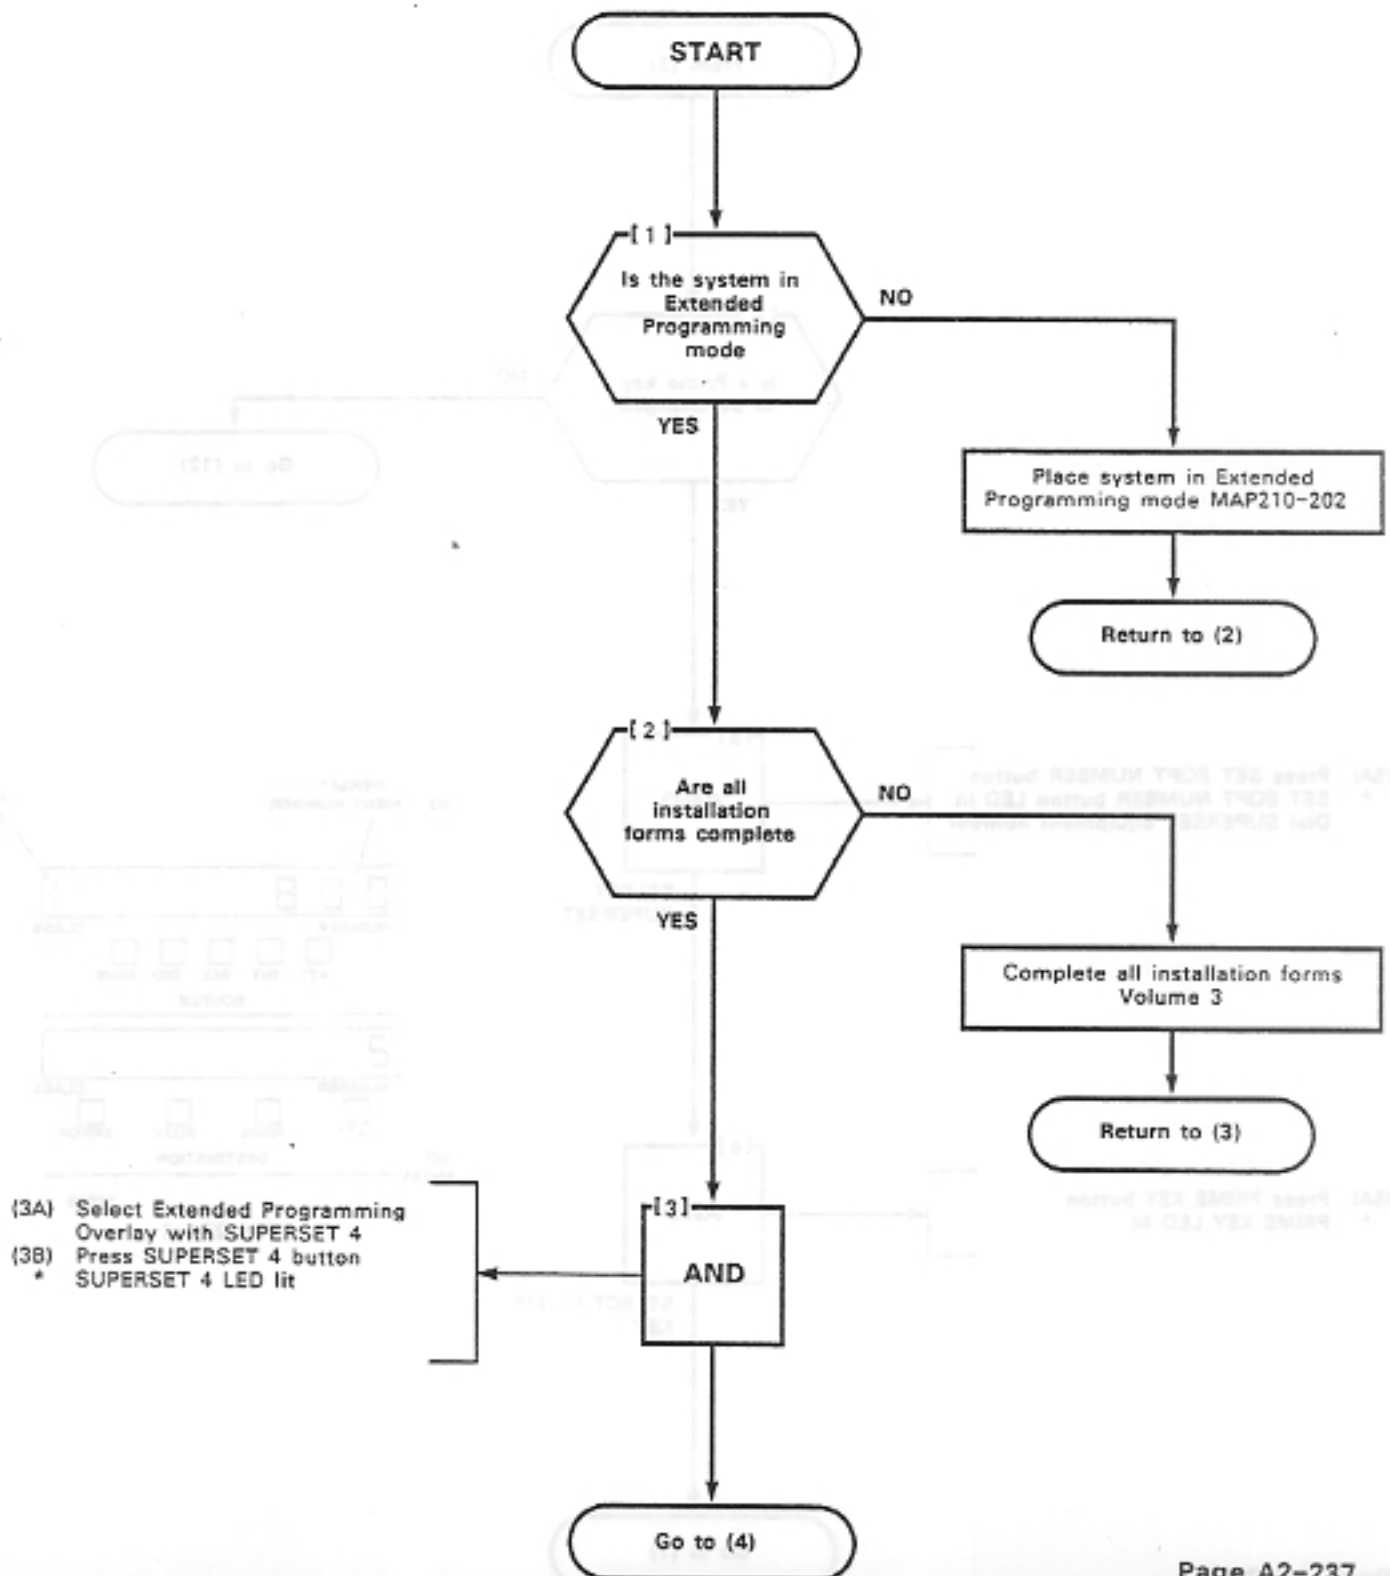 START
[1]
Is the system in
Extended
Programming
mode
NO
YES
Place system in Extended
Programming mode MAP210-202
Return to (2)
[2]
Are all
installation
forms complete
NO
YES
Complete all installation forms
Volume 3
Return to (3)
(3A) Select Extended Programming
Overlay with SUPERSET 4
(3B) Press SUPERSET 4 button
* SUPERSET 4 LED lit
[3]
AND
Go to (4)
Page A2-237